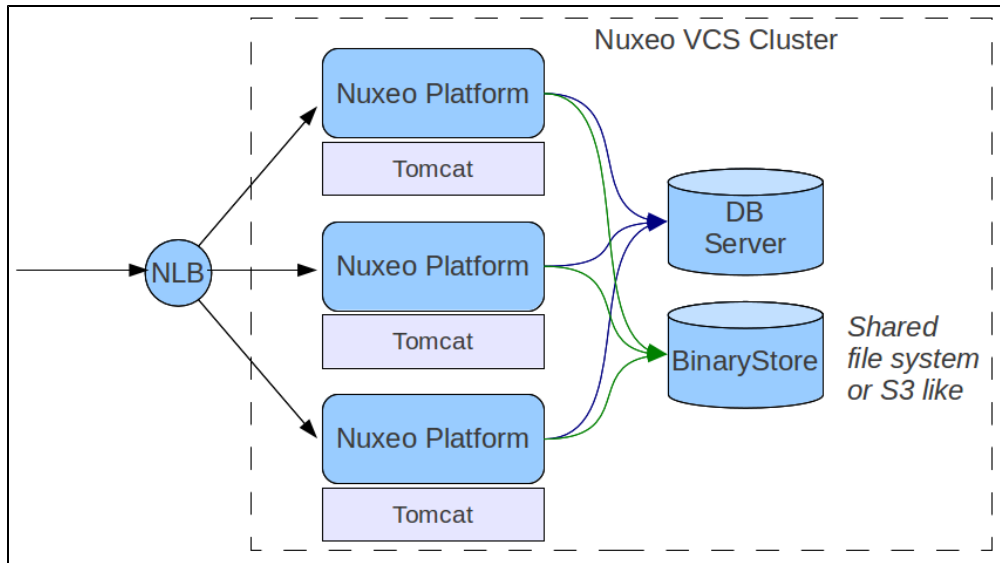 Nuxeo VCS Cluster
Nuxeo Platform
Tomcat
NLB
Nuxeo Platform
Tomcat
Nuxeo Platform
Tomcat
DB
Server
BinaryStore
Shared
file system
or S3 like